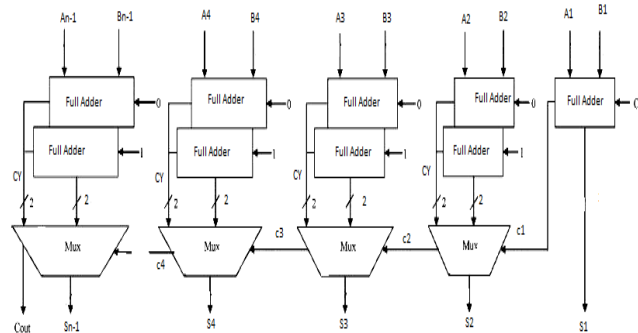 An-1 Bn-1 A4 B4 A3 B3 A2 B2 A1 B1
Full Adder 0 Full Adder 0 Full Adder 0 Full Adder 0 Full Adder C
Full Adder 1 Full Adder 1 Full Adder 1 Full Adder 1
CY 2 2 CY 2 2 CY 2 2 CY 2 2
Mux c4 Mux c3 Mux c2 Mux c1
Cout Sn-1 S4 S3 S2 S1